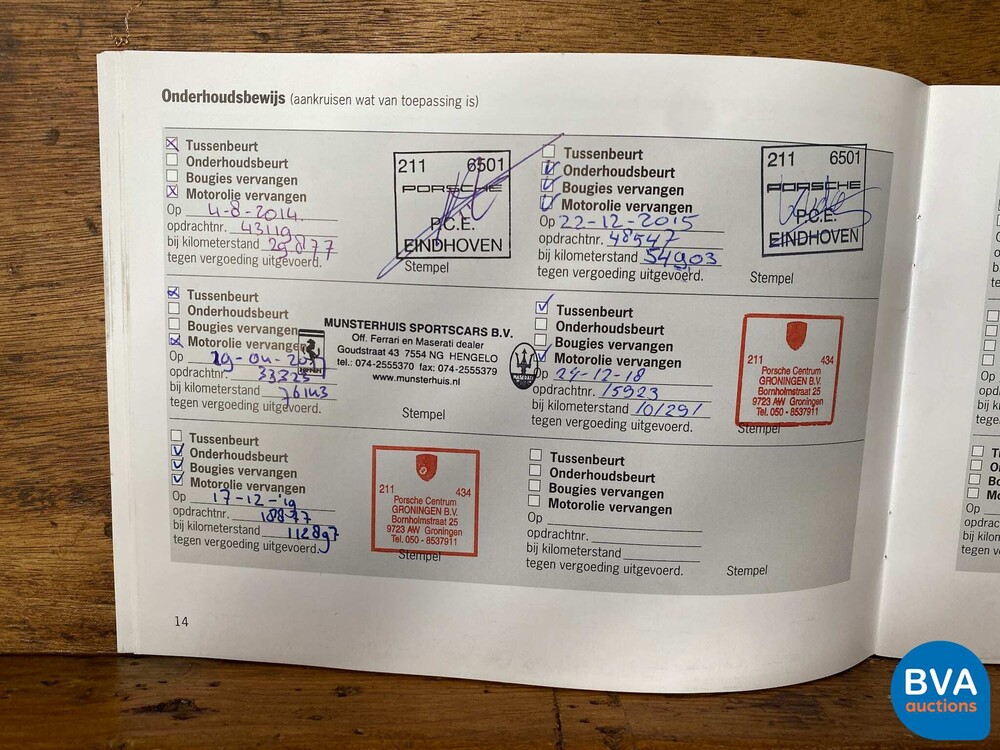 Onderhoudsbewijs (aankruisen wat van toepassing is)
Tussenbeurt
Onderhoudsbeurt
Bougies vervangen
Motorolie vervangen
Op 4-8-2014.
opdrachtnr. 43119
bij kilometerstand 29877
tegen vergoeding uitgevoerd.
211 6501
PORSCHE
P.C.E.
EINDHOVEN
Stempel
Tussenbeurt
Onderhoudsbeurt
Bougies vervangen
Motorolie vervangen
Op 22-12-2015
opdrachtnr. 48547
bij kilometerstand 54903
tegen vergoeding uitgevoerd.
211 6501
PORSCHE
P.C.E.
EINDHOVEN
Stempel
Tussenbeurt
Onderhoudsbeurt
Bougies vervangen
Motorolie vervangen
Op
opdrachtnr. 33325
bij kilometerstand 76143
tegen vergoeding uitgevoerd.
MUNSTERHUIS SPORTSCARS B.V.
Off. Ferrari en Maserati dealer
Goudstraat 43 7554 NG HENGELO
tel.: 074-2555370 fax: 074-2555379
www.munsterhuis.nl
Ferrari
MASERATI
Stempel
Tussenbeurt
Onderhoudsbeurt
Bougies vervangen
Motorolie vervangen
Op 24-12-18
opdrachtnr. 15923
bij kilometerstand 101291
tegen vergoeding uitgevoerd.
211 434
Porsche Centrum
GRONINGEN B.V.
Bornholmstraat 25
9723 AW Groningen
Tel. 050 - 8537911
Stempel
Tussenbeurt
Onderhoudsbeurt
Bougies vervangen
Motorolie vervangen
Op 17-12-'19
opdrachtnr. 18877
bij kilometerstand 112897
tegen vergoeding uitgevoerd.
211 434
Porsche Centrum
GRONINGEN B.V.
Bornholmstraat 25
9723 AW Groningen
Tel. 050 - 8537911
Stempel
Tussenbeurt
Onderhoudsbeurt
Bougies vervangen
Motorolie vervangen
Op
opdrachtnr.
bij kilometerstand
tegen vergoeding uitgevoerd.
Stempel
14
BVA
auctions